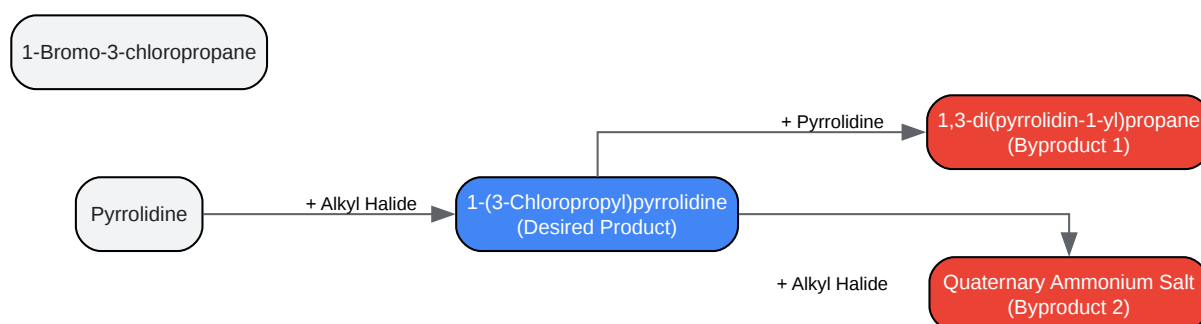 1-Bromo-3-chloropropane
+ Pyrrolidine
1,3-di(pyrrolidin-1-yl)propane
(Byproduct 1)
Pyrrolidine
+ Alkyl Halide
1-(3-Chloropropyl)pyrrolidine
(Desired Product)
+ Alkyl Halide
Quaternary Ammonium Salt
(Byproduct 2)